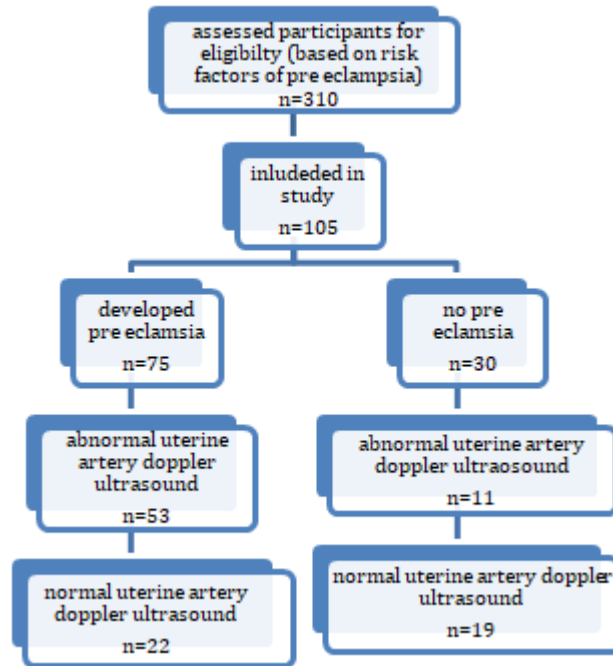 assessed participants for
eligibilty (based on risk
factors of pre eclampsia)
n=310
inludeded in
study
n=105
developed
pre eclamsia
n=75
no pre
eclamsia
n=30
abnormal uterine
artery doppler
ultrasound
n=53
abnormal uterine artery
doppler ultraosound
n=11
normal uterine artery
doppler ultrasound
n=22
normal uterine artery doppler
ultrasound
n=19